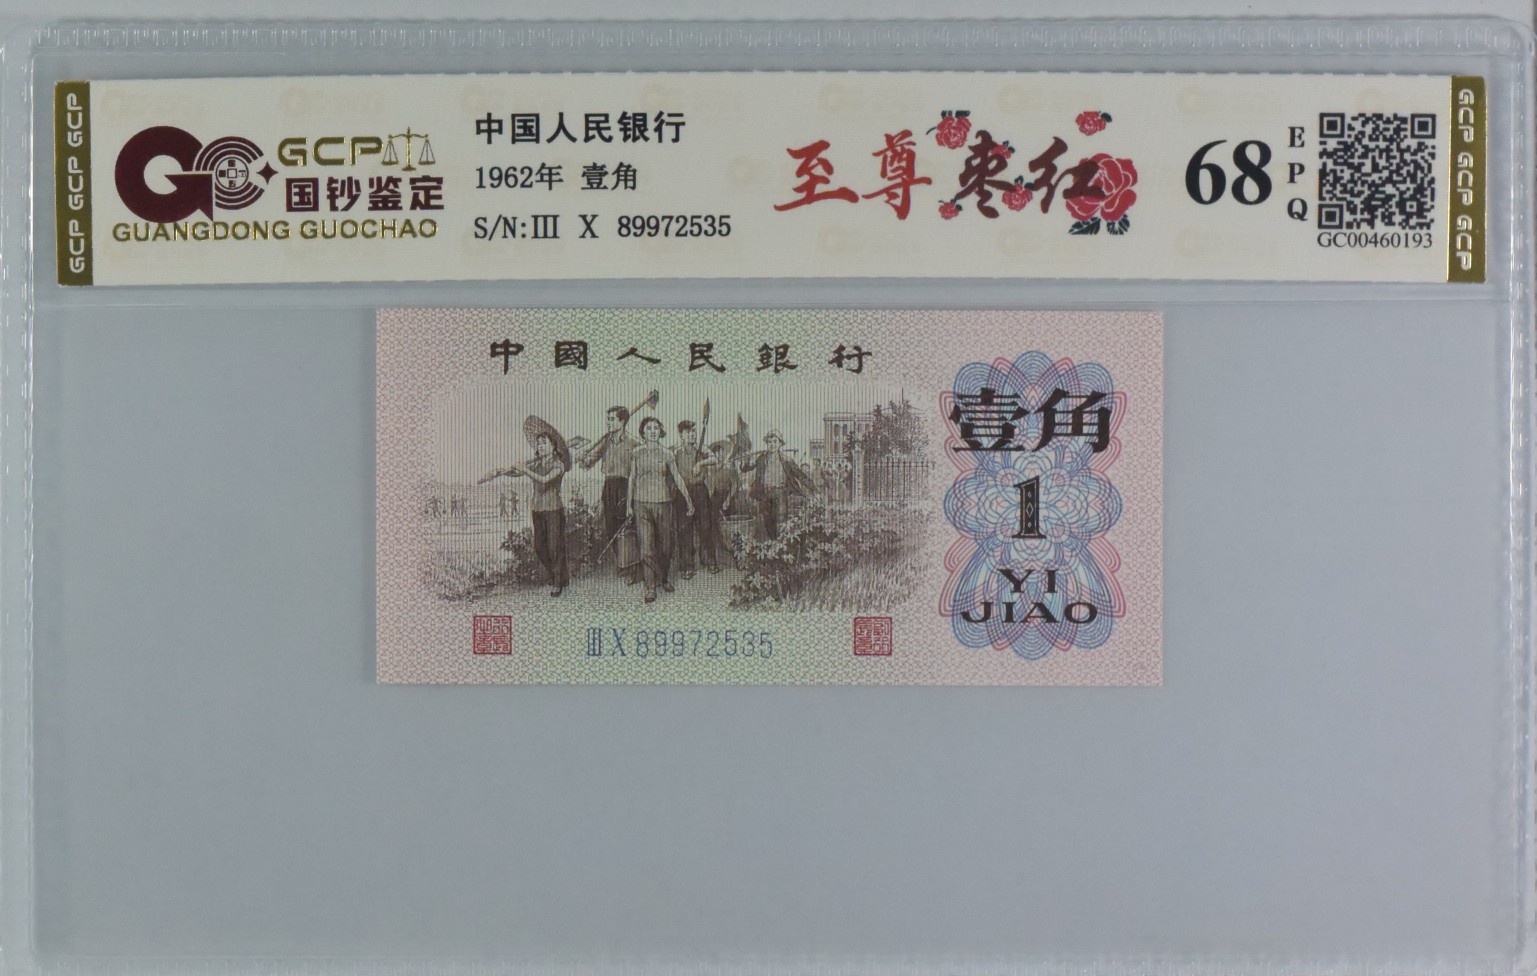 GCP GCP GCP
GCP
国钞鉴定
GUANGDONG GUOCHAO
中国人民银行
1962年 壹角
S/N:Ⅲ X 89972535
至尊枣红
68
EPQ
GC00460193
GCP GCP GCP
中國人民銀行
壹角
1
YI
JIAO
Ⅲ X 89972535